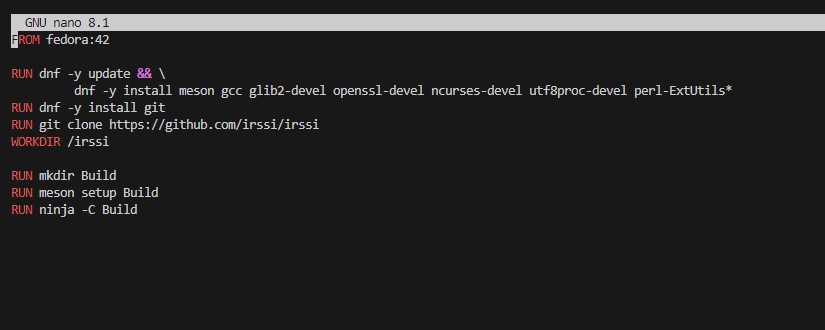 GNU nano 8.1
FROM fedora:42
RUN dnf -y update && \
dnf -y install meson gcc glib2-devel openssl-devel ncurses-devel utf8proc-devel perl-ExtUtils*
RUN dnf -y install git
RUN git clone https://github.com/irssi/irssi
WORKDIR /irssi
RUN mkdir Build
RUN meson setup Build
RUN ninja -C Build